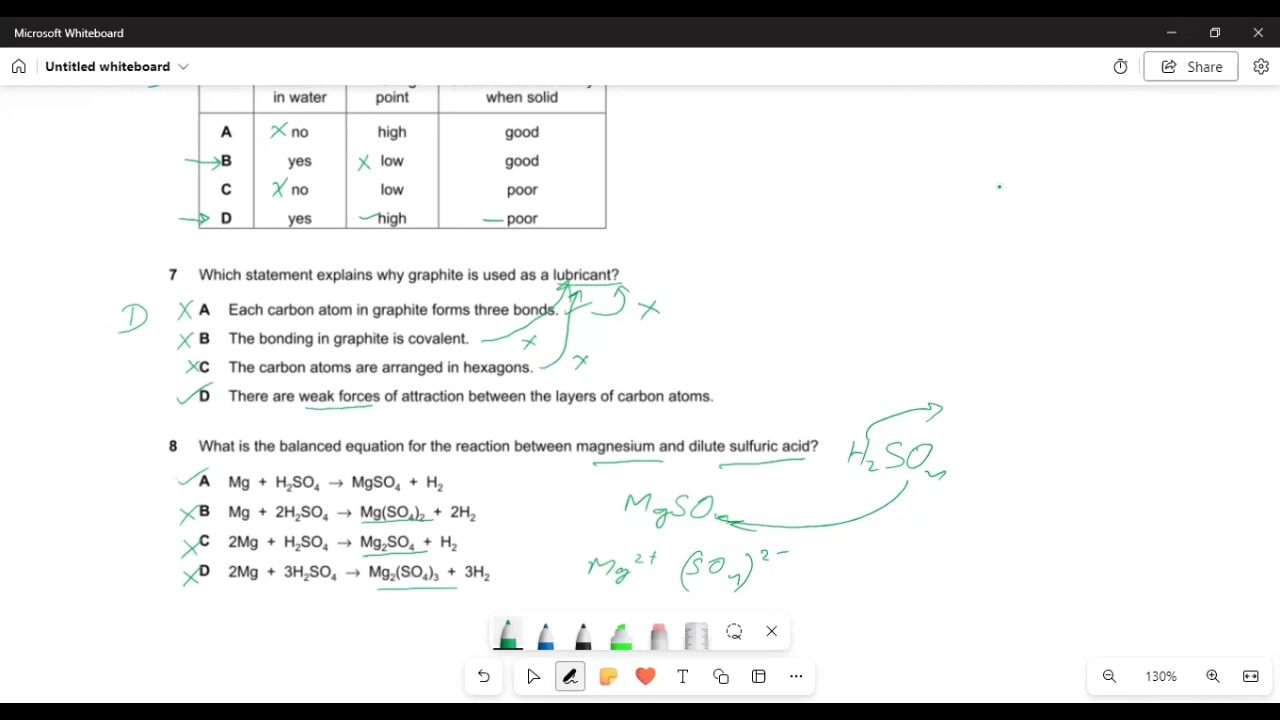 Microsoft Whiteboard
Untitled whiteboard
Share
in water point when solid
A X no high good
B yes X low good
C X no low poor
D yes high poor
7 Which statement explains why graphite is used as a lubricant?
D
X A Each carbon atom in graphite forms three bonds. X
X B The bonding in graphite is covalent. X
X C The carbon atoms are arranged in hexagons. X
D There are weak forces of attraction between the layers of carbon atoms.
8 What is the balanced equation for the reaction between magnesium and dilute sulfuric acid?
H₂SO₄
A Mg + H₂SO₄ → MgSO₄ + H₂
MgSO₄
X B Mg + 2H₂SO₄ → Mg(SO₄)₂ + 2H₂
X C 2Mg + H₂SO₄ → Mg₂SO₄ + H₂
X D 2Mg + 3H₂SO₄ → Mg₂(SO₄)₃ + 3H₂
Mg²⁺ (SO₄)²⁻
T
130%